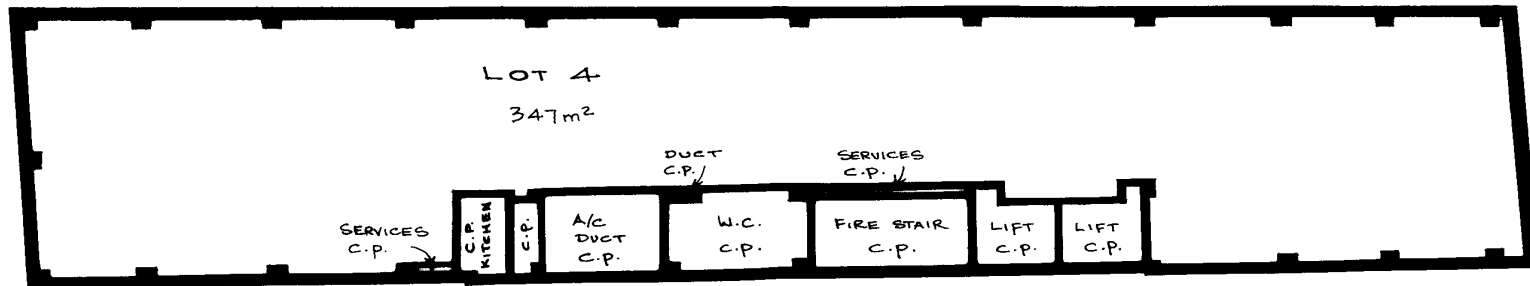 LOT 4
347m²
DUCT
C.P.
SERVICES
C.P.
SERVICES
C.P.
C.P.
KITCHEN
C.P.
A/C
DUCT
C.P.
W.C.
C.P.
FIRE STAIR
C.P.
LIFT
C.P.
LIFT
C.P.